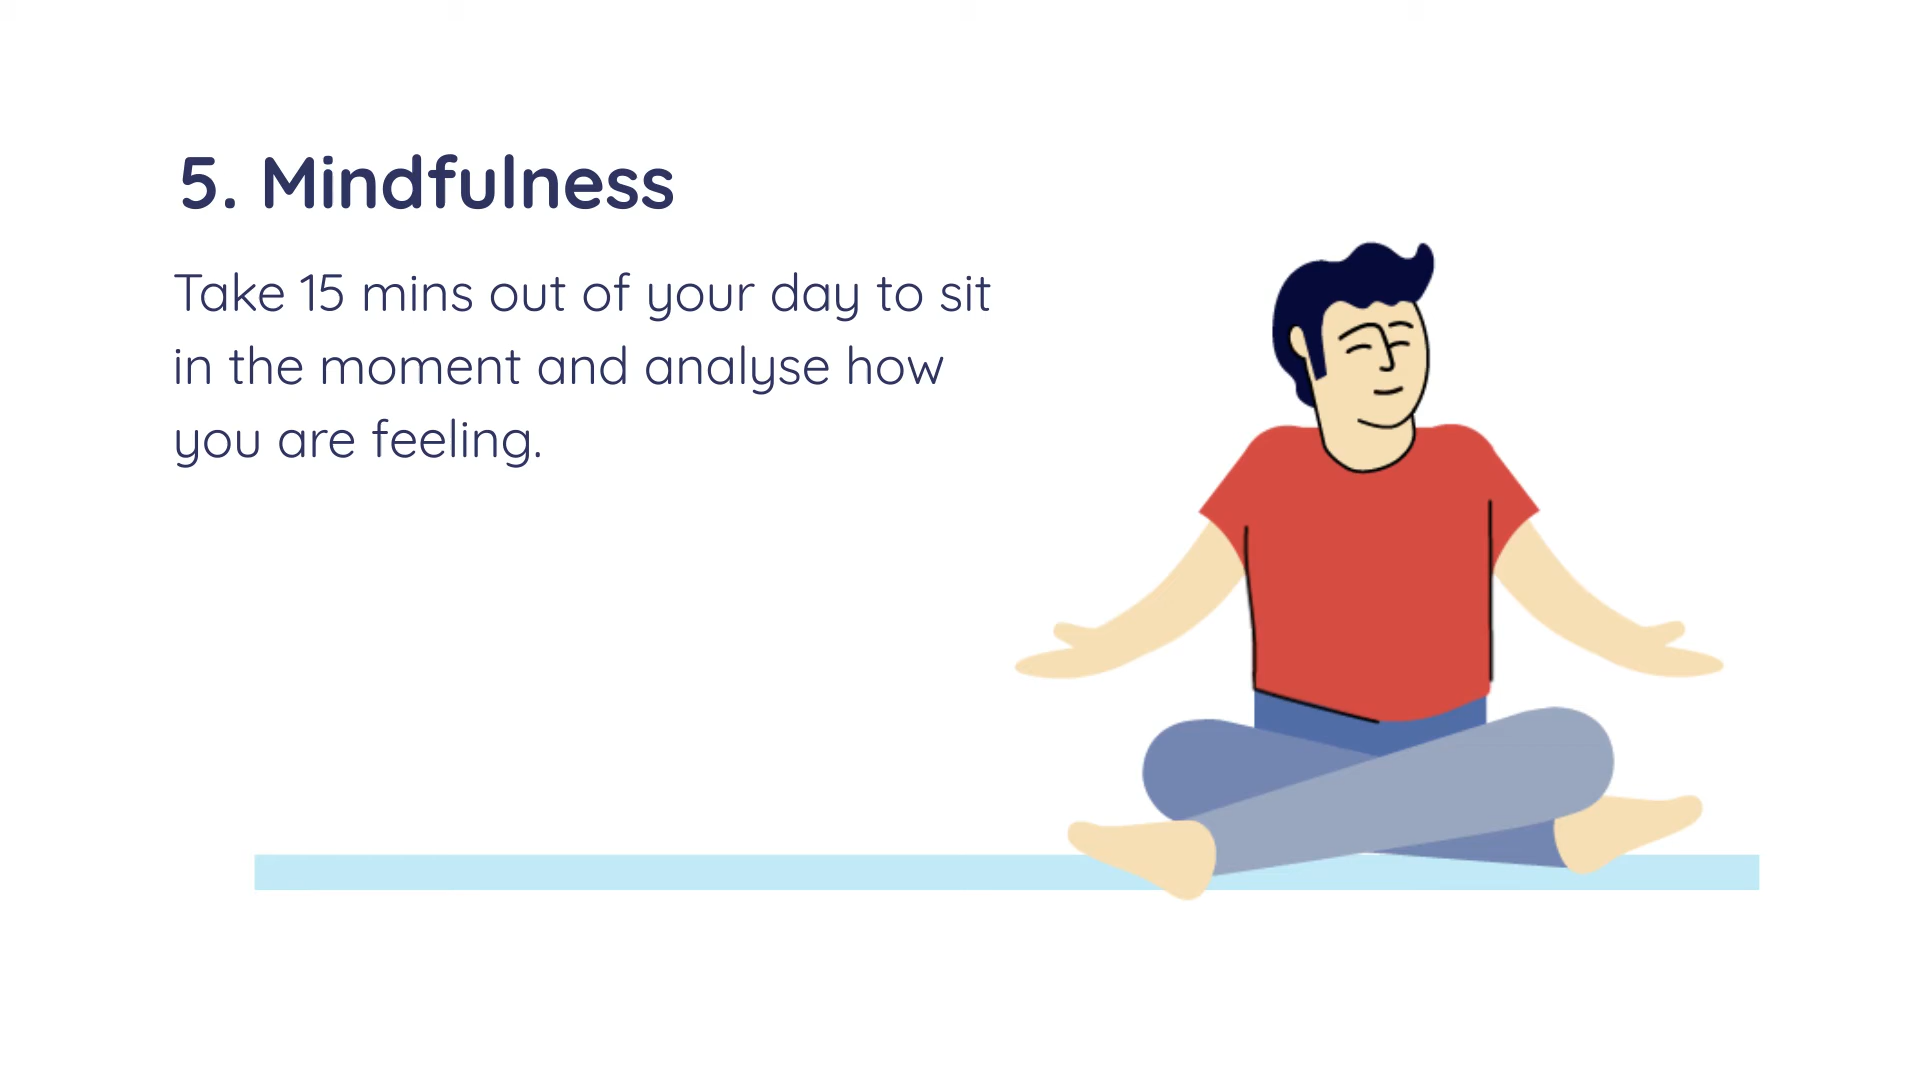 5. Mindfulness
Take 15 mins out of your day to sit
in the moment and analyse how
you are feeling.